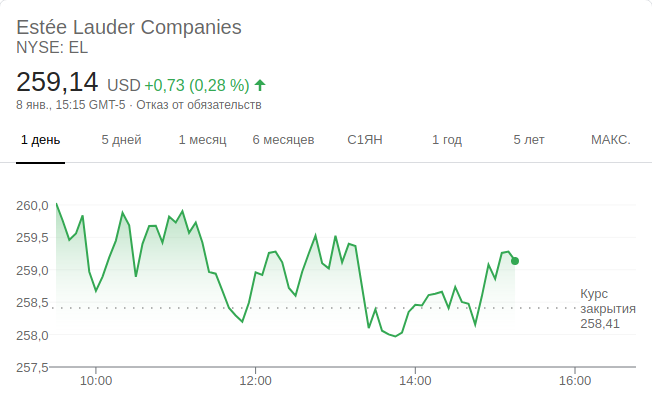 Estée Lauder Companies
NYSE: EL
259,14 USD +0,73 (0,28 %)
8 янв., 15:15 GMT-5 · Отказ от обязательств
1 день 5 дней 1 месяц 6 месяцев С1ЯН 1 год 5 лет МАКС.
260,0
259,5
259,0
258,5
258,0
257,5
Курс
закрытия
258,41
10:00 12:00 14:00 16:00